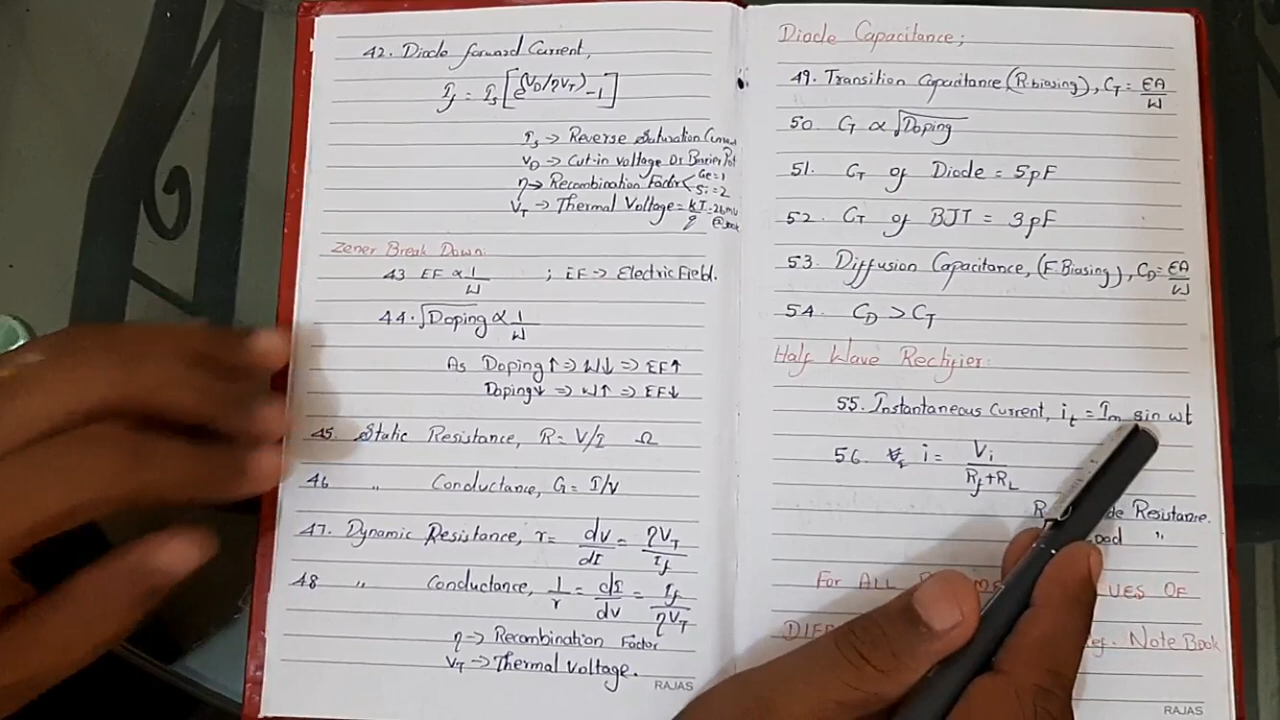 42. Diode forward Current,
If = Is [e^(VD/ηVT) -1]
Is → Reverse Saturation Current
VD → Cut-in voltage Or Barrier Pot
η → Recombination Factor < Ge=1
Si=2
VT → Thermal Voltage = kT/q = 26mV
Zener Break Down:
43 EF ∝ 1/W ; EF → Electric Field.
44. √Doping ∝ 1/W
As Doping↑ ⇒ W↓ ⇒ EF↑
Doping↓ ⇒ W↑ ⇒ EF↓
45. Static Resistance, R = V/I Ω
46 " Conductance, G = I/V
47. Dynamic Resistance, r = dv/dI = ηVT/If
48 " Conductance, 1/r = dI/dv = If/ηVT
η → Recombination Factor
VT → Thermal Voltage.
RAJAS
Diode Capacitance;
49. Transition Capacitance (R.biasing), CT = EA/W
50. CT ∝ √Doping
51. CT of Diode = 5pF
52. CT of BJT = 3pF
53. Diffusion Capacitance, (F.Biasing), CD = EA/W
54. CD > CT
Half Wave Rectifier:
55. Instantaneous Current, it = Im sin wt
56. i = Vi/Rf+RL
Resistance.
"
For ALL OF
Note Book
RAJAS